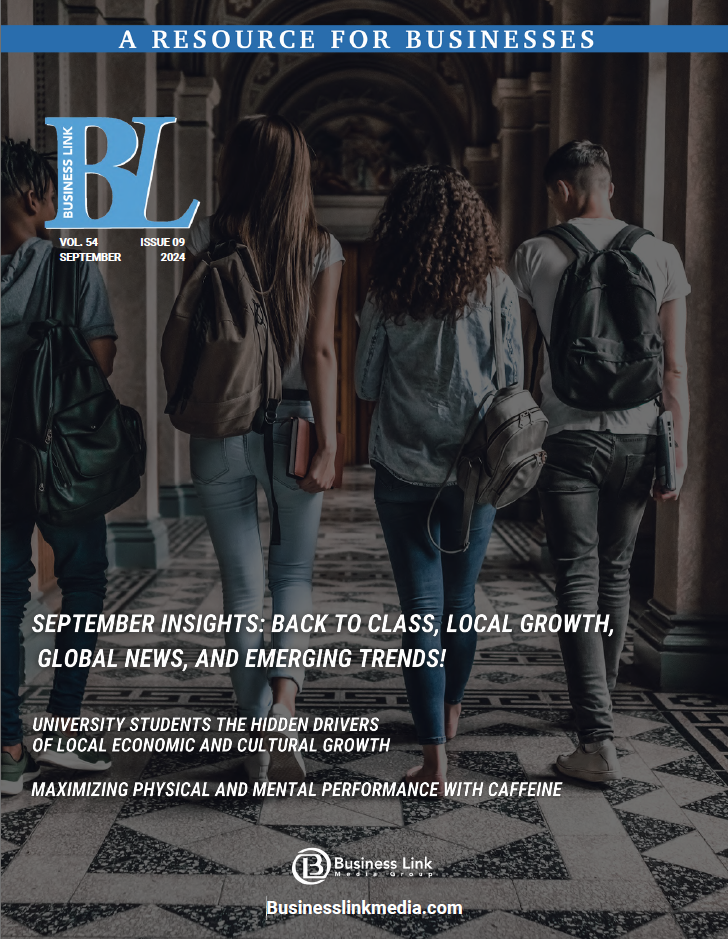 A RESOURCE FOR BUSINESSES
BUSINESS LINK
BL
VOL. 54 ISSUE 09
SEPTEMBER 2024
SEPTEMBER INSIGHTS: BACK TO CLASS, LOCAL GROWTH,
GLOBAL NEWS, AND EMERGING TRENDS!
UNIVERSITY STUDENTS THE HIDDEN DRIVERS
OF LOCAL ECONOMIC AND CULTURAL GROWTH
MAXIMIZING PHYSICAL AND MENTAL PERFORMANCE WITH CAFFEINE
B Business Link
Media Group
Businesslinkmedia.com